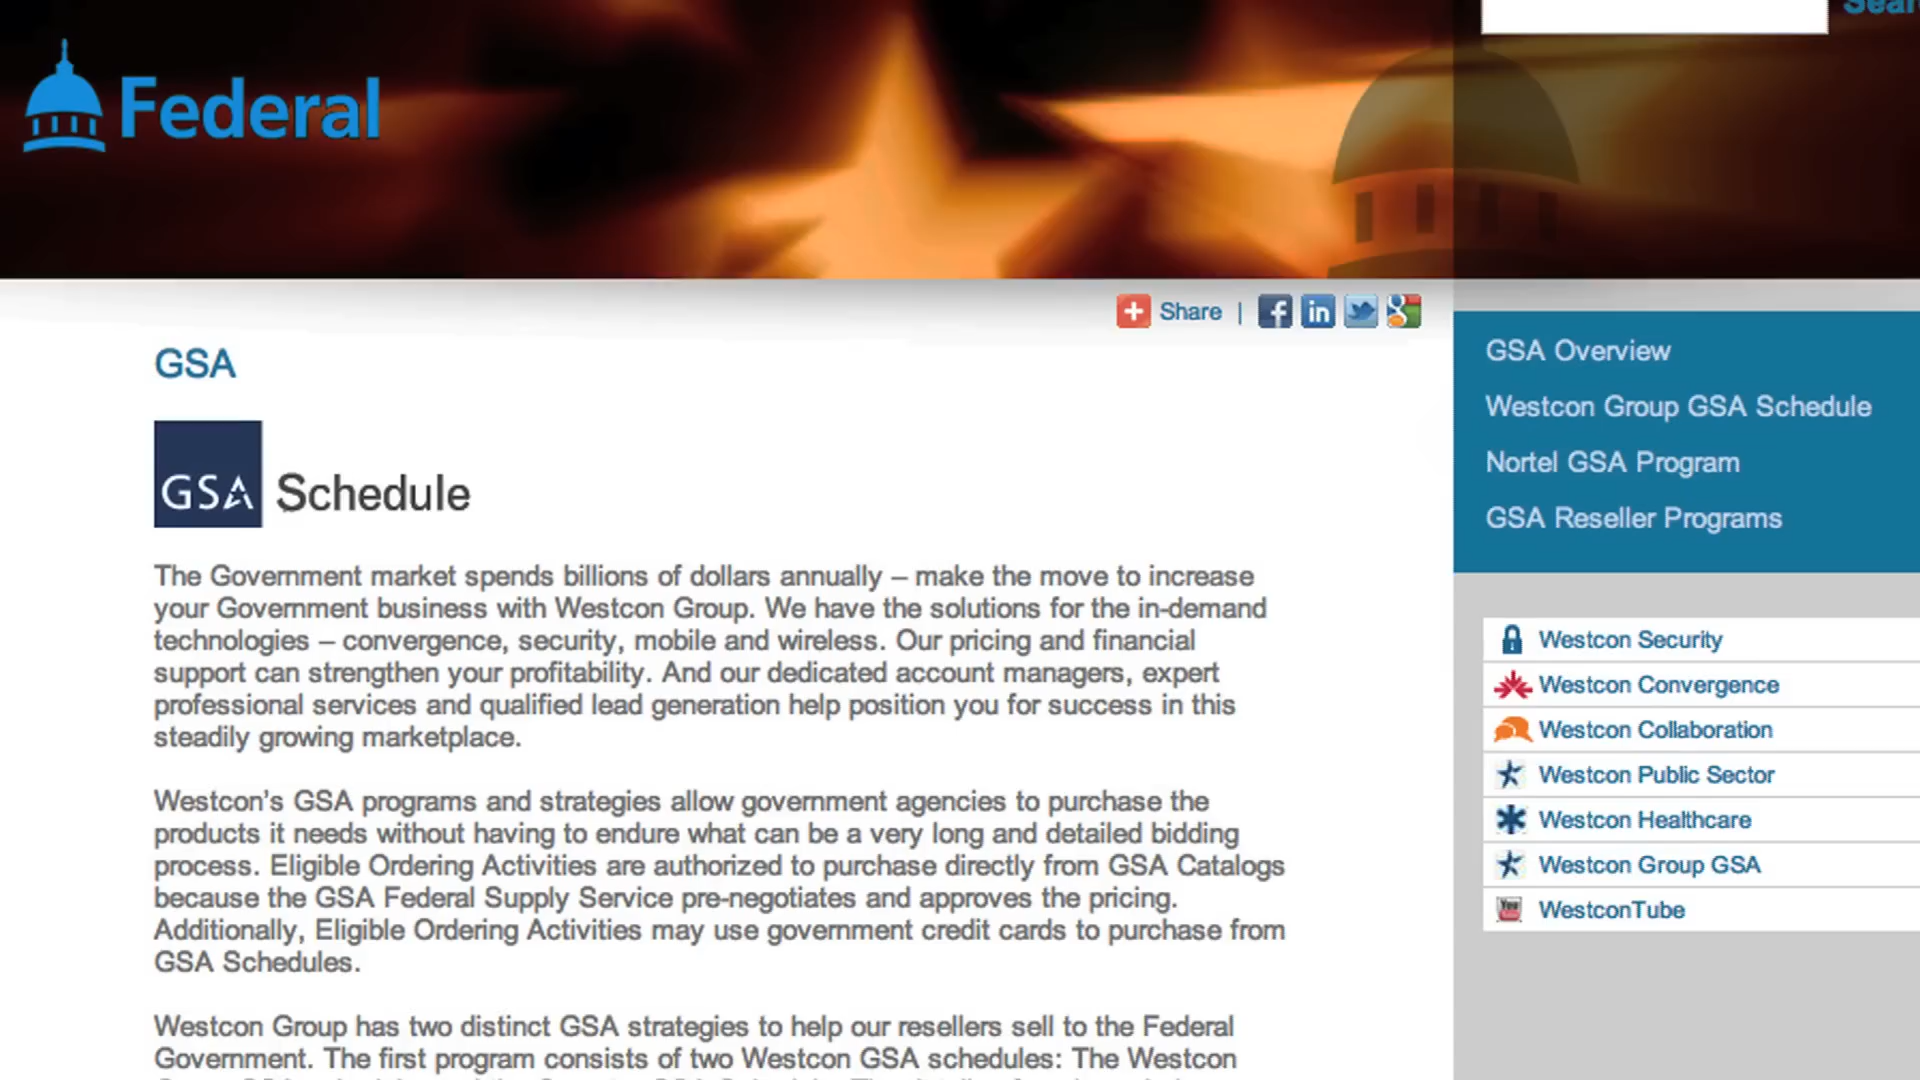 Federal
Share |
GSA
GSA Schedule
The Government market spends billions of dollars annually – make the move to increase
your Government business with Westcon Group. We have the solutions for the in-demand
technologies – convergence, security, mobile and wireless. Our pricing and financial
support can strengthen your profitability. And our dedicated account managers, expert
professional services and qualified lead generation help position you for success in this
steadily growing marketplace.
Westcon's GSA programs and strategies allow government agencies to purchase the
products it needs without having to endure what can be a very long and detailed bidding
process. Eligible Ordering Activities are authorized to purchase directly from GSA Catalogs
because the GSA Federal Supply Service pre-negotiates and approves the pricing.
Additionally, Eligible Ordering Activities may use government credit cards to purchase from
GSA Schedules.
Westcon Group has two distinct GSA strategies to help our resellers sell to the Federal
Government. The first program consists of two Westcon GSA schedules: The Westcon
GSA Overview
Westcon Group GSA Schedule
Nortel GSA Program
GSA Reseller Programs
Westcon Security
Westcon Convergence
Westcon Collaboration
Westcon Public Sector
Westcon Healthcare
Westcon Group GSA
WestconTube